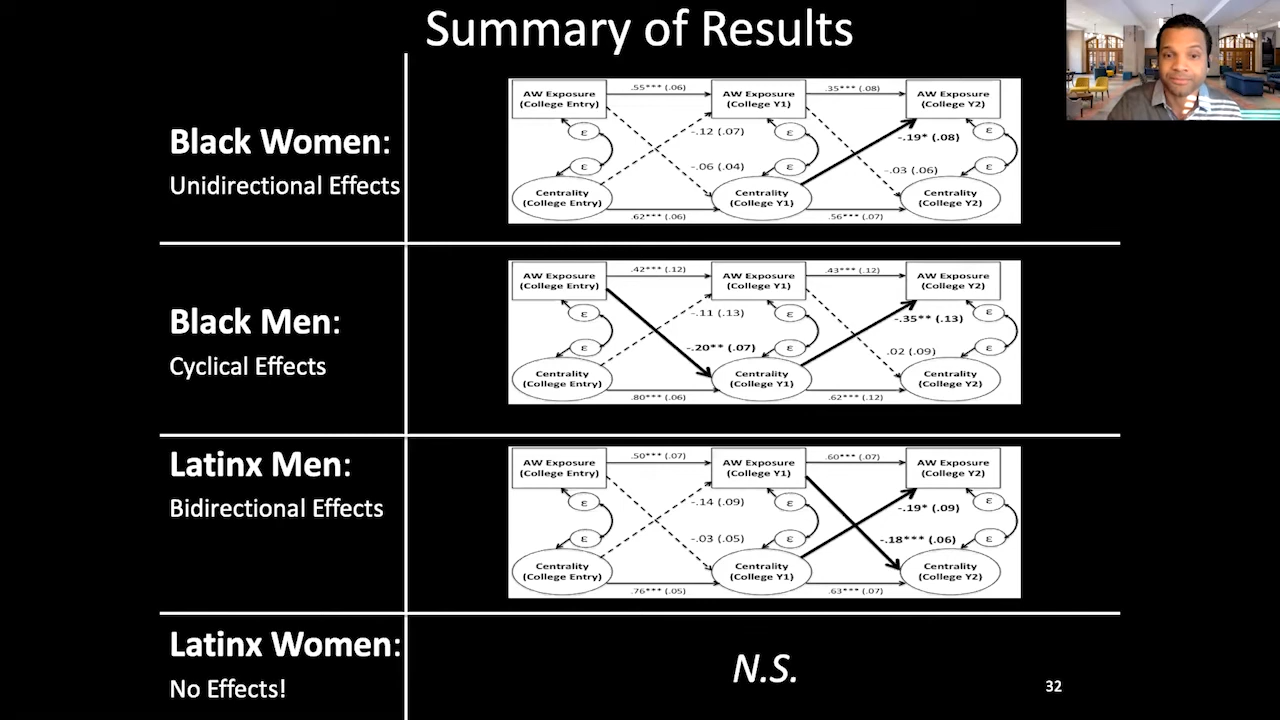 Summary of Results
Black Women:
Unidirectional Effects
AW Exposure
(College Entry)
.55*** (.06)
AW Exposure
(College Y1)
.35*** (.08)
AW Exposure
(College Y2)
ε
ε
ε
-.12 (.07)
-.19* (.08)
ε
ε
ε
-.06 (.04)
-.03 (.06)
Centrality
(College Entry)
.62*** (.06)
Centrality
(College Y1)
.56*** (.07)
Centrality
(College Y2)
Black Men:
Cyclical Effects
AW Exposure
(College Entry)
.42*** (.12)
AW Exposure
(College Y1)
.43*** (.12)
AW Exposure
(College Y2)
ε
ε
ε
-.11 (.13)
-.35** (.13)
ε
ε
ε
-.20** (.07)
.02 (.09)
Centrality
(College Entry)
.80*** (.06)
Centrality
(College Y1)
.62*** (.12)
Centrality
(College Y2)
Latinx Men:
Bidirectional Effects
AW Exposure
(College Entry)
.50*** (.07)
AW Exposure
(College Y1)
.60*** (.07)
AW Exposure
(College Y2)
ε
ε
ε
-.14 (.09)
-.19* (.09)
ε
ε
ε
-.03 (.05)
-.18*** (.06)
Centrality
(College Entry)
.76*** (.05)
Centrality
(College Y1)
.63*** (.07)
Centrality
(College Y2)
Latinx Women:
No Effects!
N.S.
32